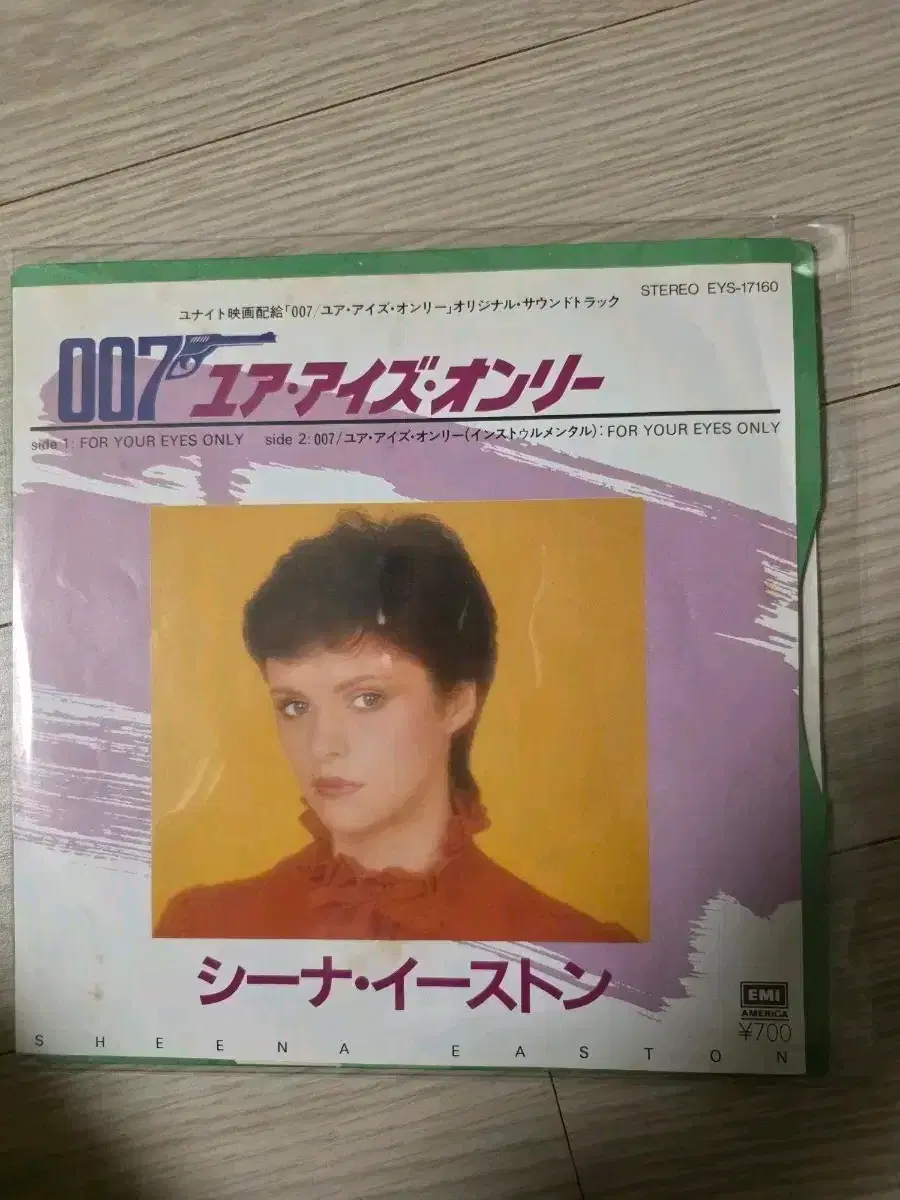 STEREO EYS-17160
ユナイト映画配給「007/ユア・アイズ・オンリー」オリジナル・サウンドトラック
007 ユア・アイズ・オンリー
side 1: FOR YOUR EYES ONLY side 2: 007/ユア・アイズ・オンリー(インストゥルメンタル): FOR YOUR EYES ONLY
シーナ・イーストン
EMI
AMERICA
¥700
SHEENA EASTON